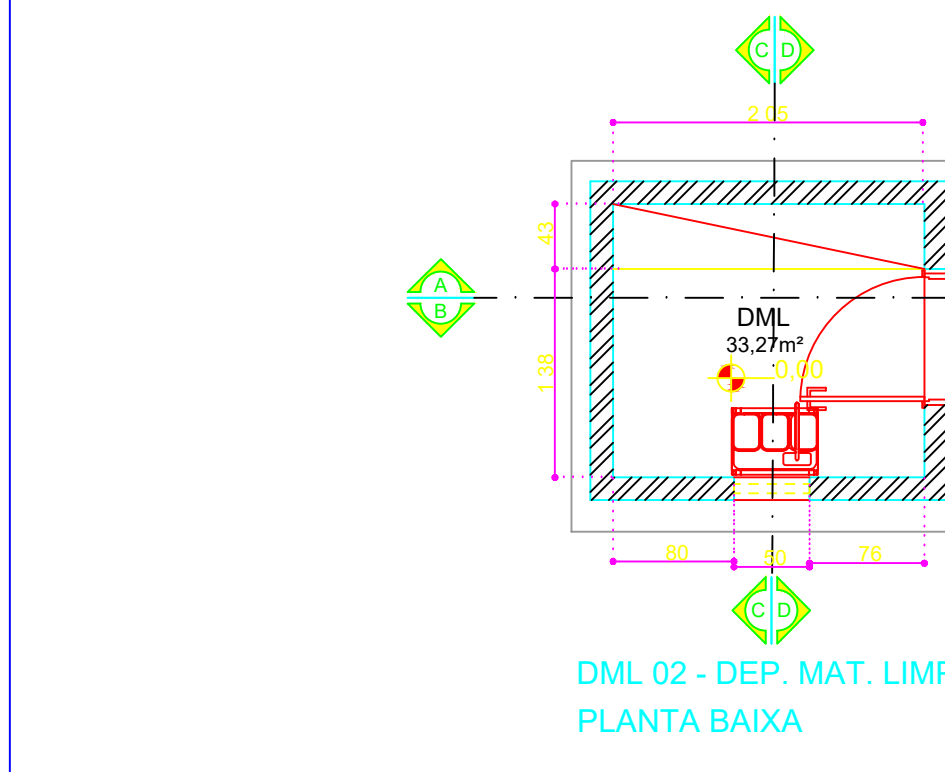 C D
2.05
43
A
B
DML
33,27m²
0,00
1.38
80
50
76
C D
DML 02 - DEP. MAT. LIMP
PLANTA BAIXA